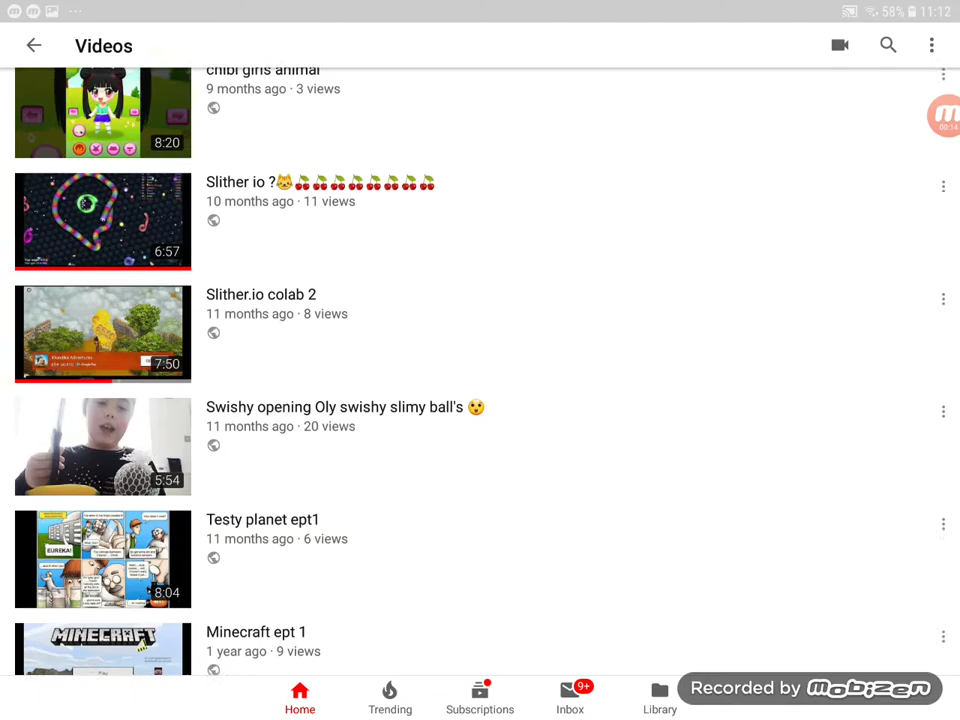 58% 11:12
Videos
00:14
chibi girls animal
9 months ago · 3 views
8:20
Slither io ?😹🍒🍒🍒🍒🍒🍒🍒🍒
10 months ago · 11 views
6:57
Slither.io colab 2
11 months ago · 8 views
7:50
Swishy opening Oly swishy slimy ball's 😲
11 months ago · 20 views
5:54
Testy planet ept1
11 months ago · 6 views
EUREKA!
8:04
Minecraft ept 1
1 year ago · 9 views
MINECRAFT
9+
Home Trending Subscriptions Inbox Library
Recorded by mobizen